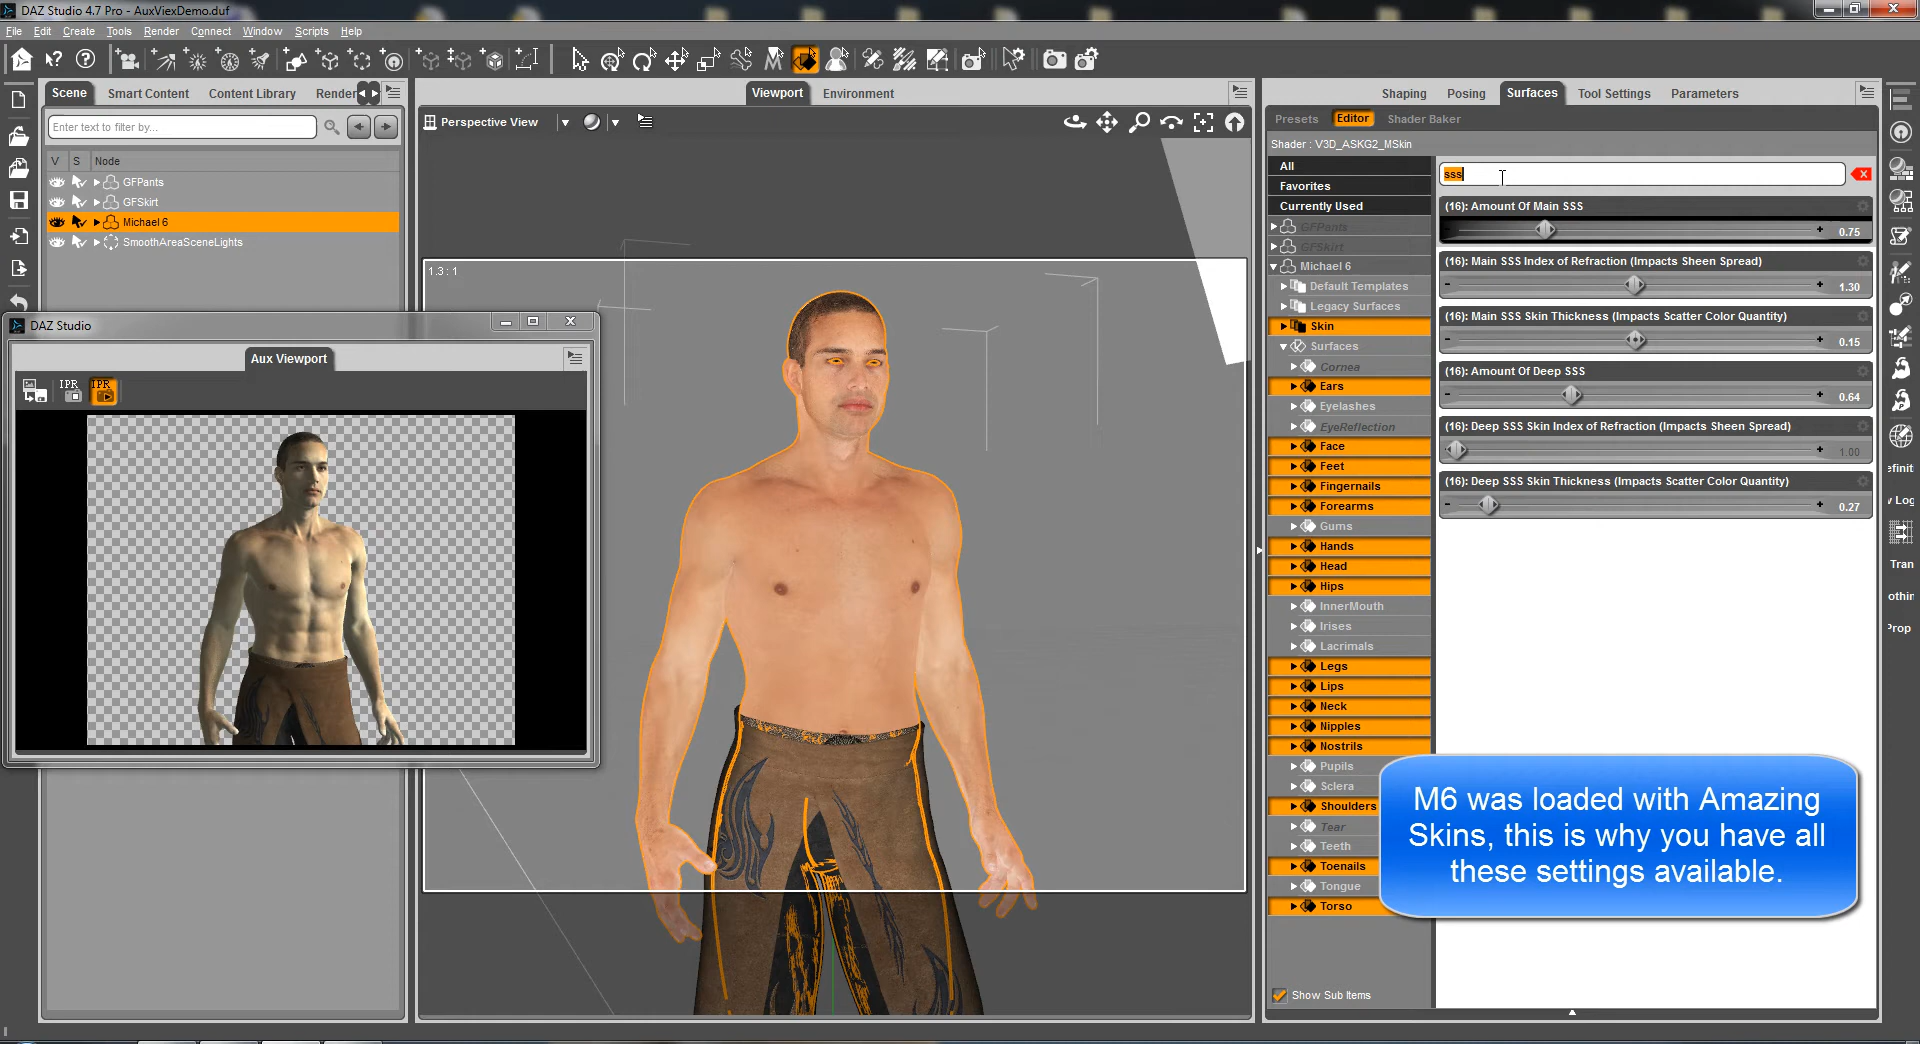 DAZ Studio 4.7 Pro - AuxViexDemo.duf
File Edit Create Tools Render Connect Window Scripts Help
Scene Smart Content Content Library Render
Enter text to filter by...
V S Node
GFPants
GFSkirt
Michael 6
SmoothAreaSceneLights
DAZ Studio
Aux Viewport
IPR IPR
Viewport Environment
Perspective View
1.3 : 1
Shaping Posing Surfaces Tool Settings Parameters
Presets Editor Shader Baker
Shader : V3D_ASKG2_MSkin
All
Favorites
Currently Used
GFPants
GFSkirt
Michael 6
Default Templates
Legacy Surfaces
Skin
Surfaces
Cornea
Ears
Eyelashes
EyeReflection
Face
Feet
Fingernails
Forearms
Gums
Hands
Head
Hips
InnerMouth
Irises
Lacrimals
Legs
Lips
Neck
Nipples
Nostrils
Pupils
Sclera
Shoulders
Tear
Teeth
Toenails
Tongue
Torso
Show Sub Items
sss
(16): Amount Of Main SSS
0.75
(16): Main SSS Index of Refraction (Impacts Sheen Spread)
1.30
(16): Main SSS Skin Thickness (Impacts Scatter Color Quantity)
0.15
(16): Amount Of Deep SSS
0.64
(16): Deep SSS Skin Index of Refraction (Impacts Sheen Spread)
1.00
(16): Deep SSS Skin Thickness (Impacts Scatter Color Quantity)
0.27
M6 was loaded with Amazing
Skins, this is why you have all
these settings available.
efinit
Log
Tran
othin
Prop